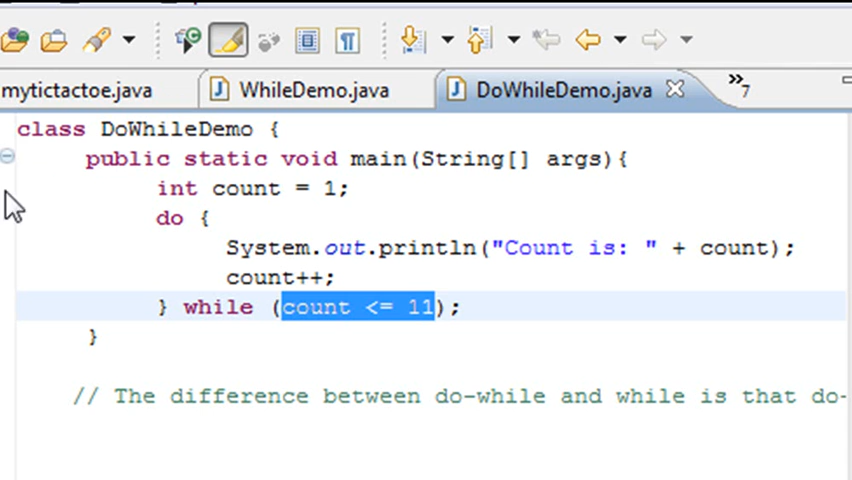 mytictactoe.java WhileDemo.java DoWhileDemo.java 7
class DoWhileDemo {
public static void main(String[] args){
int count = 1;
do {
System.out.println("Count is: " + count);
count++;
} while (count <= 11);
}
// The difference between do-while and while is that do-